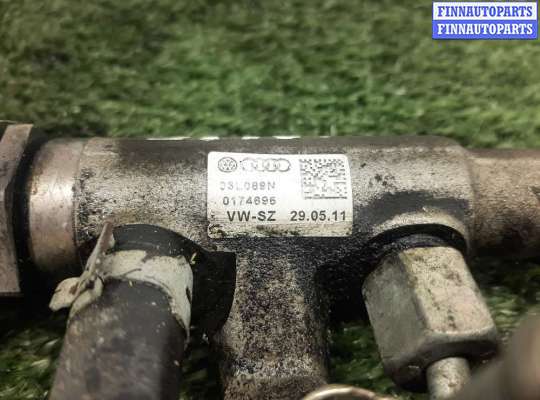 FINNAUTOPARTS
FINNAUTOPARTS
03L089N
0174696
VW-SZ 29.05.11